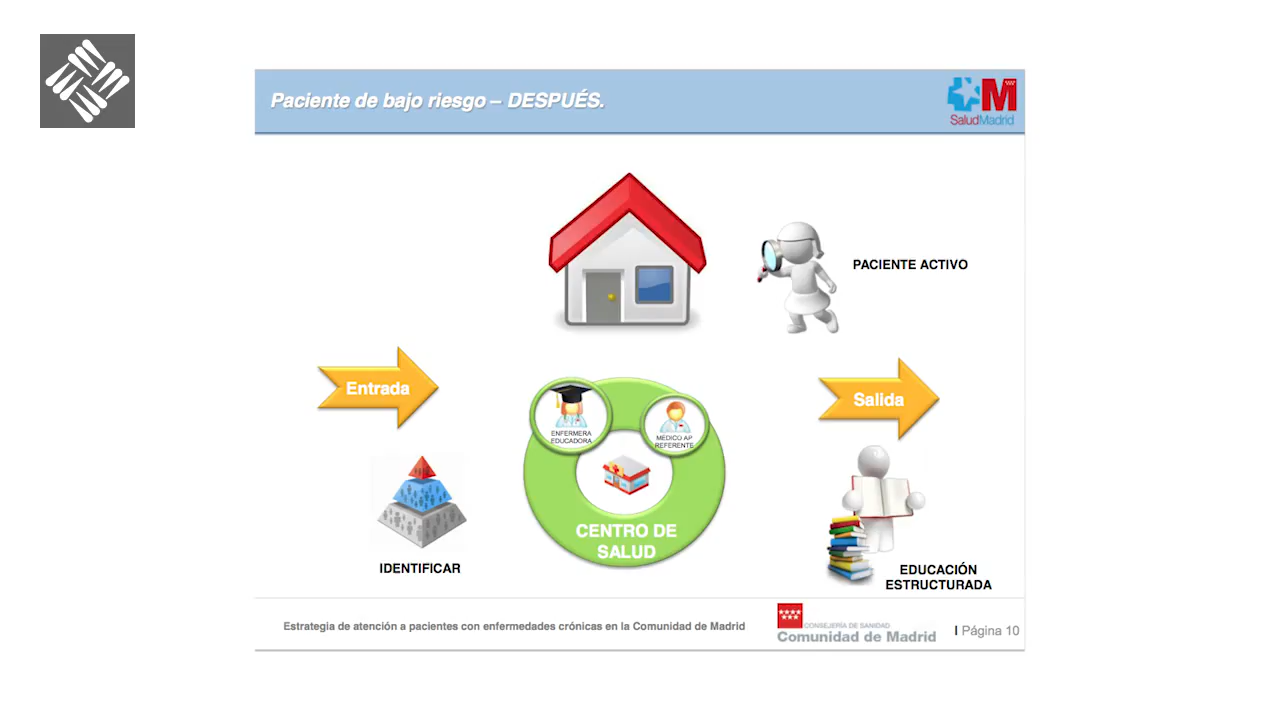 Paciente de bajo riesgo – DESPUÉS.
M
SaludMadrid
PACIENTE ACTIVO
Entrada
Salida
ENFERMERA
EDUCADORA
MEDICO AP
REFERENTE
CENTRO DE
SALUD
IDENTIFICAR
EDUCACIÓN
ESTRUCTURADA
Estrategia de atención a pacientes con enfermedades crónicas en la Comunidad de Madrid
CONSEJERÍA DE SANIDAD
Comunidad de Madrid
I Página 10